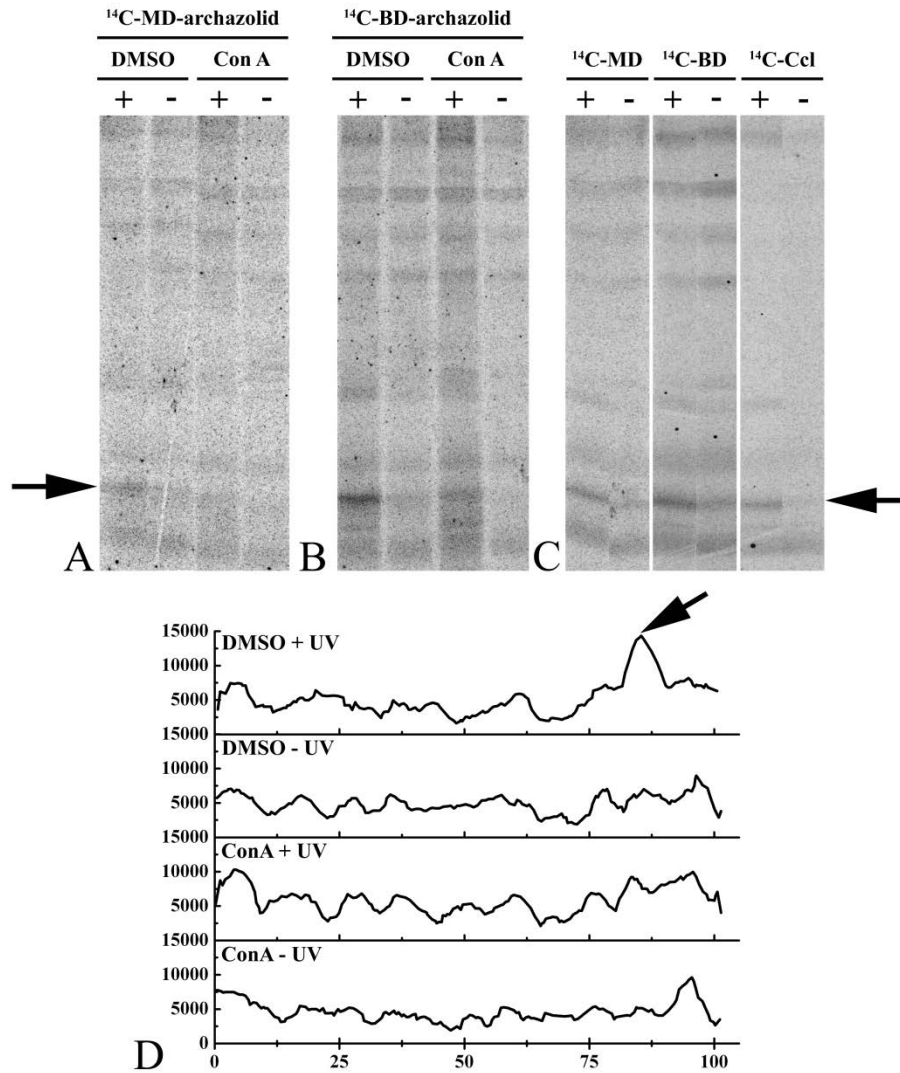 ¹⁴C-MD-archazolid ¹⁴C-BD-archazolid
DMSO Con A DMSO Con A ¹⁴C-MD ¹⁴C-BD ¹⁴C-Ccl
+ - + - + - + - + - + - + -
A B C
15000 DMSO + UV
10000
5000
15000 DMSO - UV
10000
5000
15000 ConA + UV
10000
5000
15000 ConA - UV
10000
5000
0
D 0 25 50 75 100